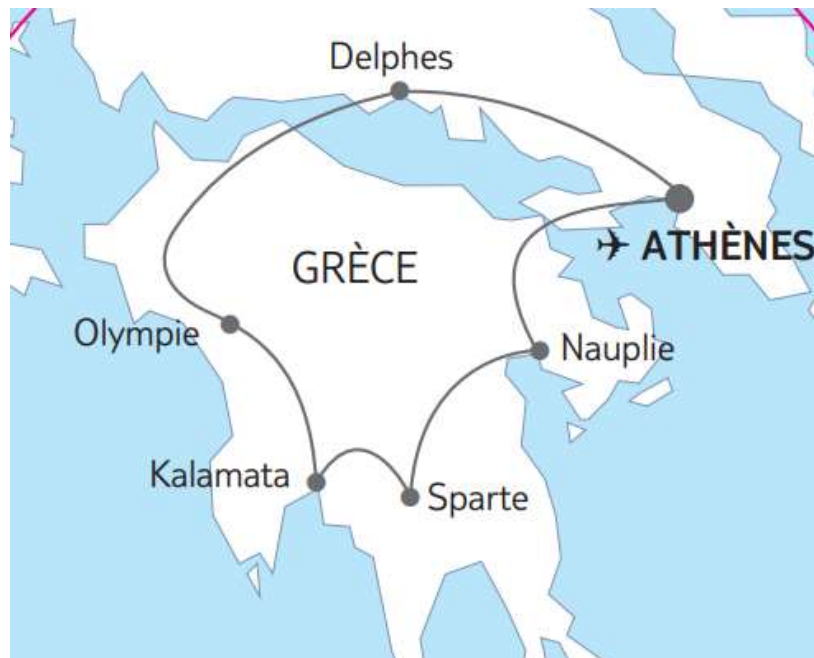 Delphes
✈ ATHÈNES
GRÈCE
Olympie
Nauplie
Kalamata
Sparte